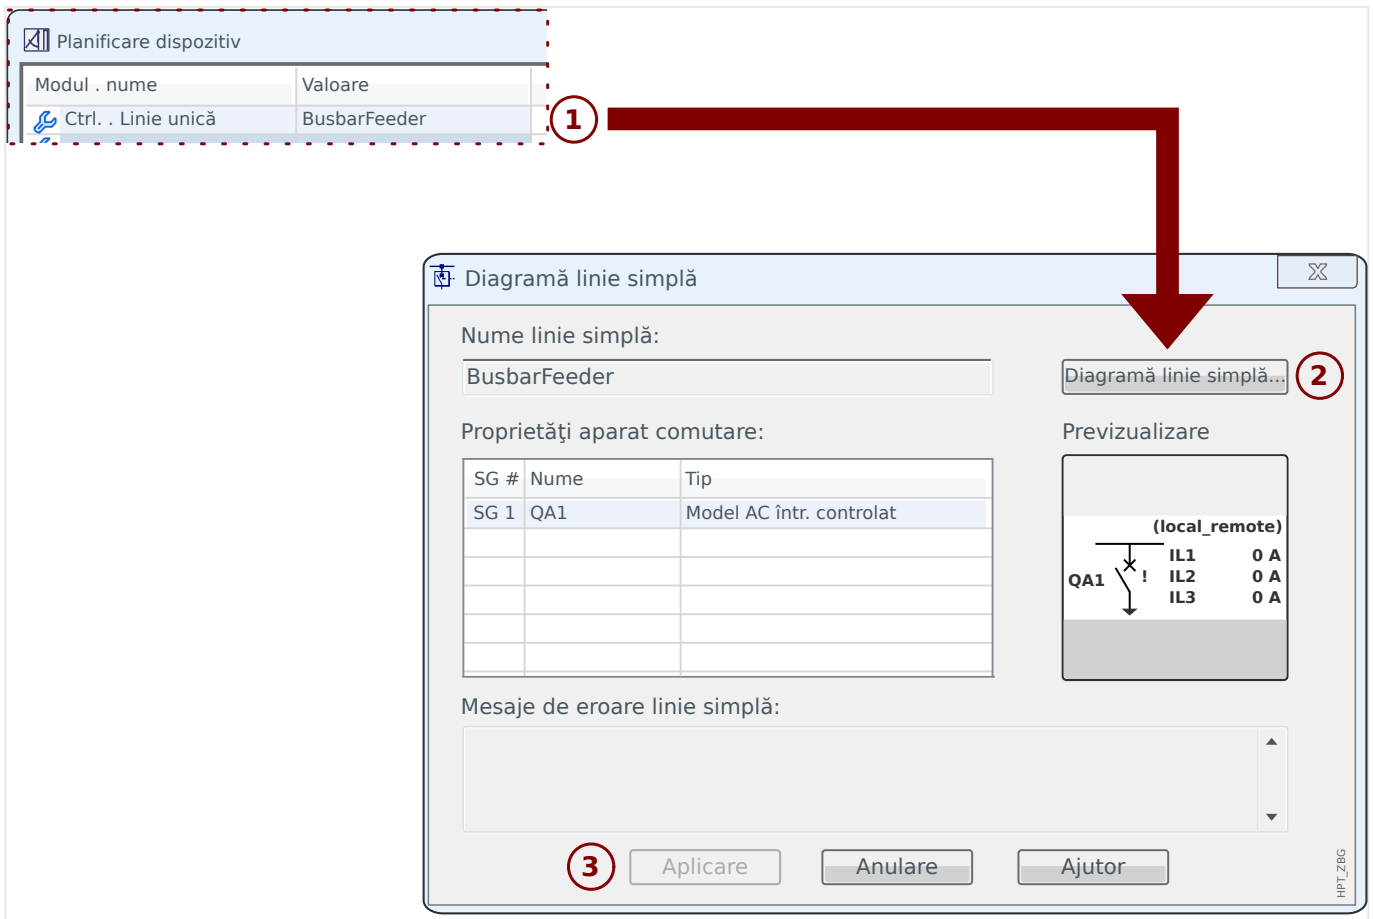 Planificare dispozitiv
Modul . nume Valoare
Ctrl. . Linie unică BusbarFeeder
1
Diagramă linie simplă X
Nume linie simplă:
BusbarFeeder
Diagramă linie simplă...
2
Proprietăţi aparat comutare:
Previzualizare
SG # Nume Tip
SG 1 QA1 Model AC într. controlat
(local_remote)
IL1 0 A
QA1 ! IL2 0 A
IL3 0 A
Mesaje de eroare linie simplă:
3
Aplicare Anulare Ajutor
HPT_ZBG